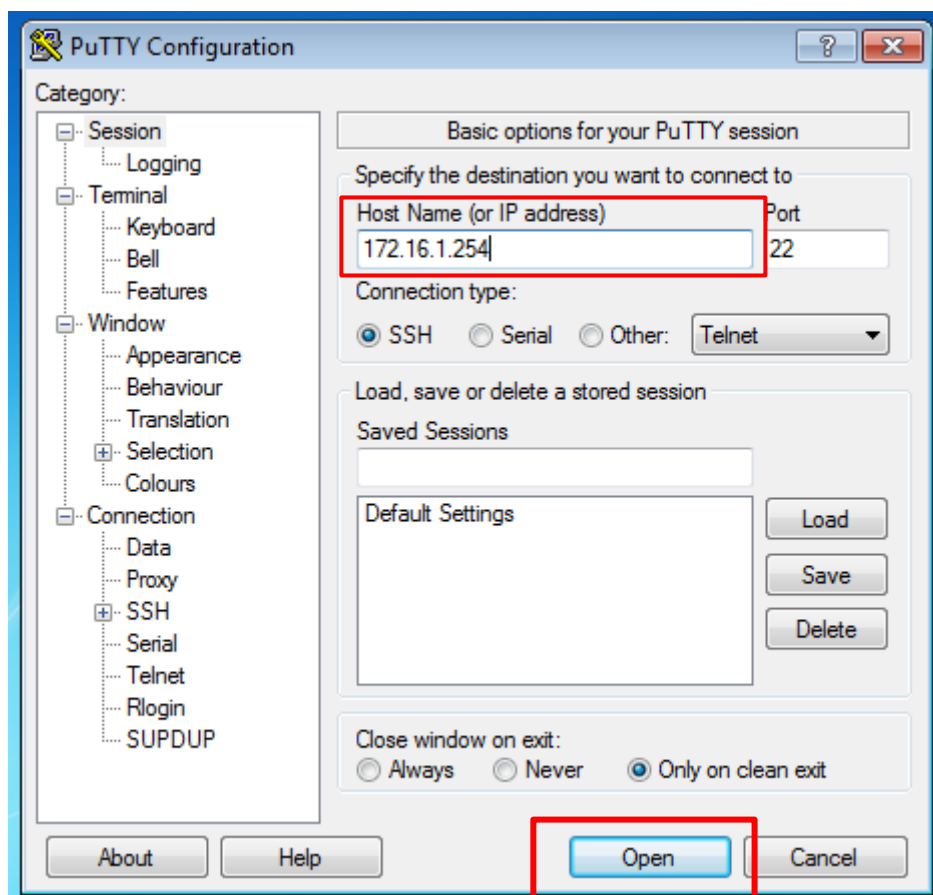 PuTTY Configuration
?
Category:
Session
Logging
Terminal
Keyboard
Bell
Features
Window
Appearance
Behaviour
Translation
Selection
Colours
Connection
Data
Proxy
SSH
Serial
Telnet
Rlogin
SUPDUP
Basic options for your PuTTY session
Specify the destination you want to connect to
Host Name (or IP address) Port
172.16.1.254 22
Connection type:
SSH Serial Other: Telnet
Load, save or delete a stored session
Saved Sessions
Default Settings
Load
Save
Delete
Close window on exit:
Always Never Only on clean exit
About Help Open Cancel